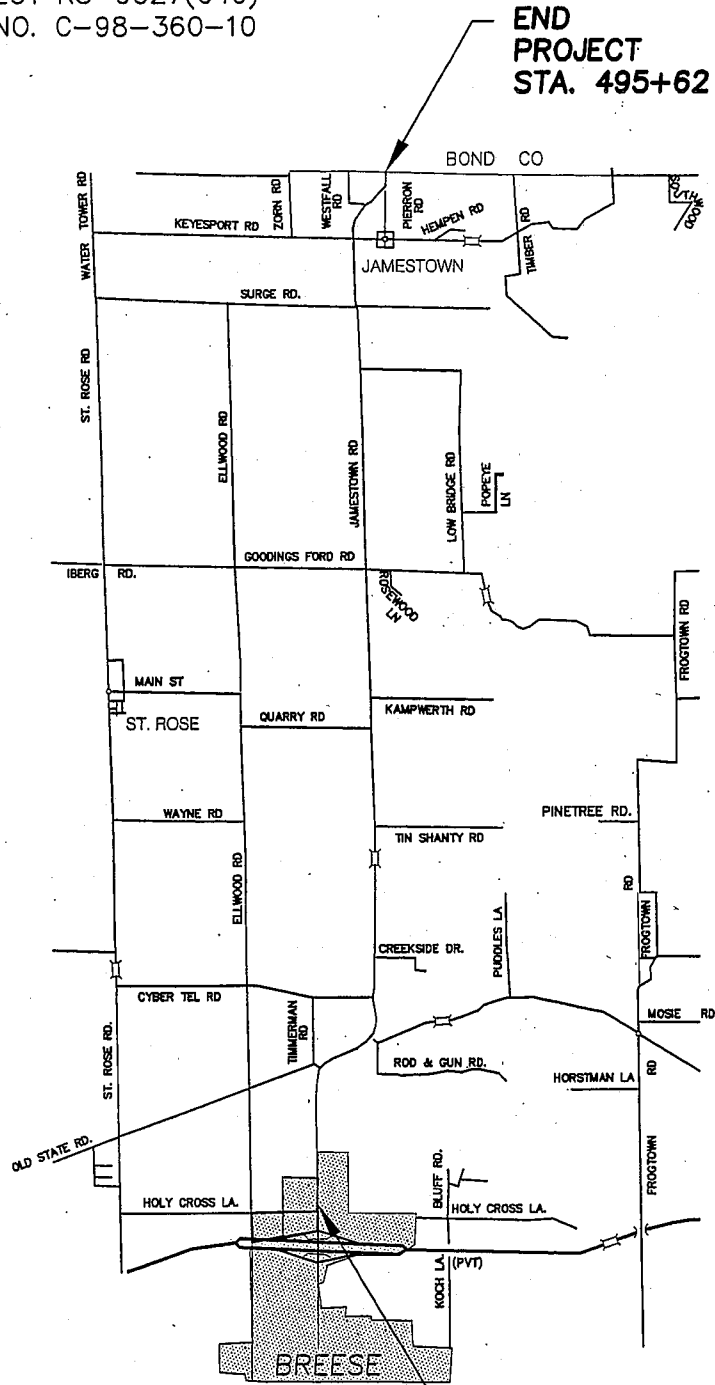 NO. C-98-360-10
END
PROJECT
STA. 495+62
BOND CO
WATER TOWER RD
ZORN RD
WESTFALL RD
PIERRON RD
KEYESPORT RD
HEMPEN RD
TIMBER RD
JAMESTOWN
SURGE RD.
ST. ROSE RD
ELLWOOD RD
JAMESTOWN RD
LOW BRIDGE RD
POPEYE LN
GOODINGS FORD RD
IBERG RD.
ROSEWOOD LN
FROGTOWN RD
MAIN ST
ST. ROSE
QUARRY RD
KAMPWERTH RD
WAYNE RD
PINETREE RD.
TIN SHANTY RD
ELLWOOD RD
RD
FROGTOWN
PUDDLES LA
CREEKSIDE DR.
CYBER TEL RD
TIMMERMAN RD
MOSIE RD
ST. ROSE RD.
ROD & GUN RD.
HORSTMAN LA
FROGTOWN RD
OLD STATE RD.
BLUFF RD.
HOLY CROSS LA.
HOLY CROSS LA.
KOCH LA.
(PVT)
BREESE